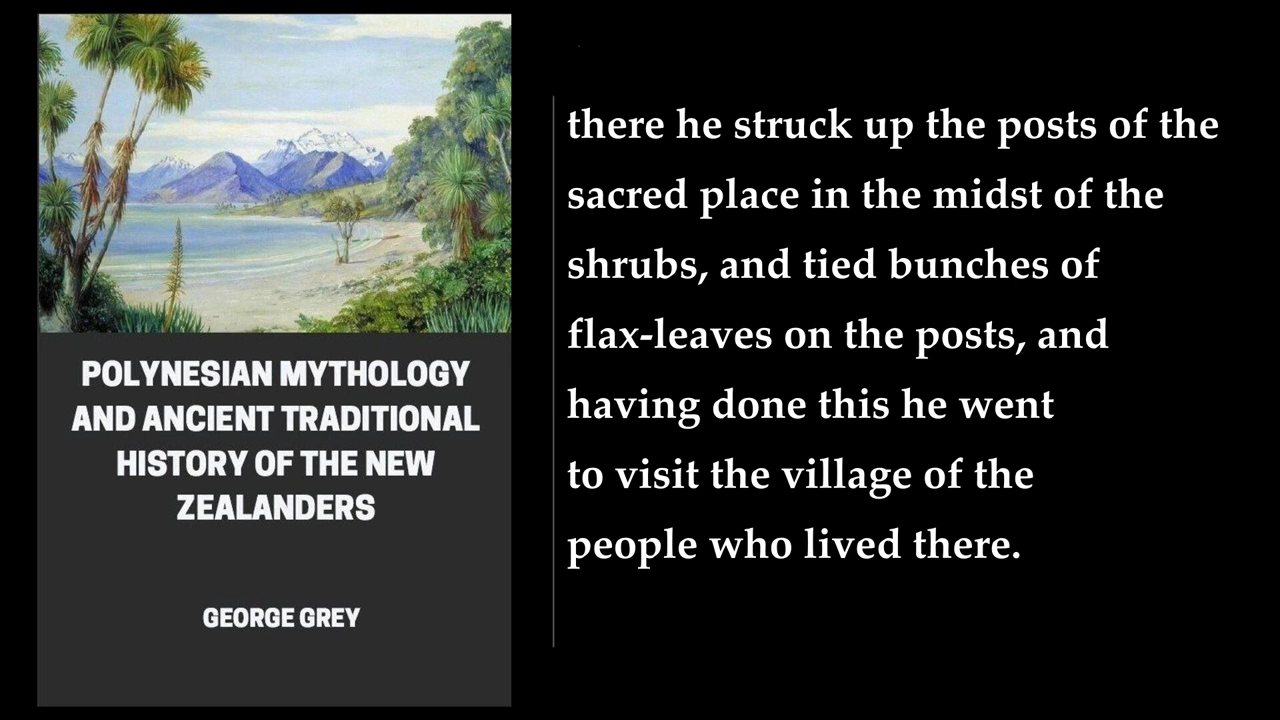 POLYNESIAN MYTHOLOGY
AND ANCIENT TRADITIONAL
HISTORY OF THE NEW
ZEALANDERS
GEORGE GREY
there he struck up the posts of the
sacred place in the midst of the
shrubs, and tied bunches of
flax-leaves on the posts, and
having done this he went
to visit the village of the
people who lived there.